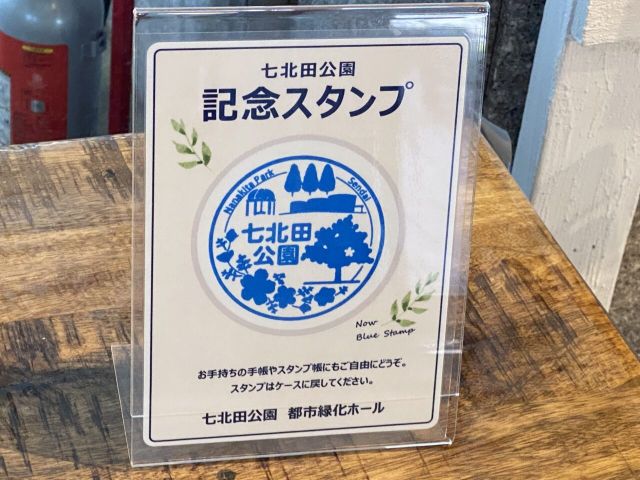 七北田公園
記念スタンプ
Nanakita Park
Sendai
七北田
公園
Now
Blue Stamp
お手持ちの手帳やスタンプ帳にもご自由にどうぞ。
スタンプはケースに戻してください。
七北田公園 都市緑化ホール